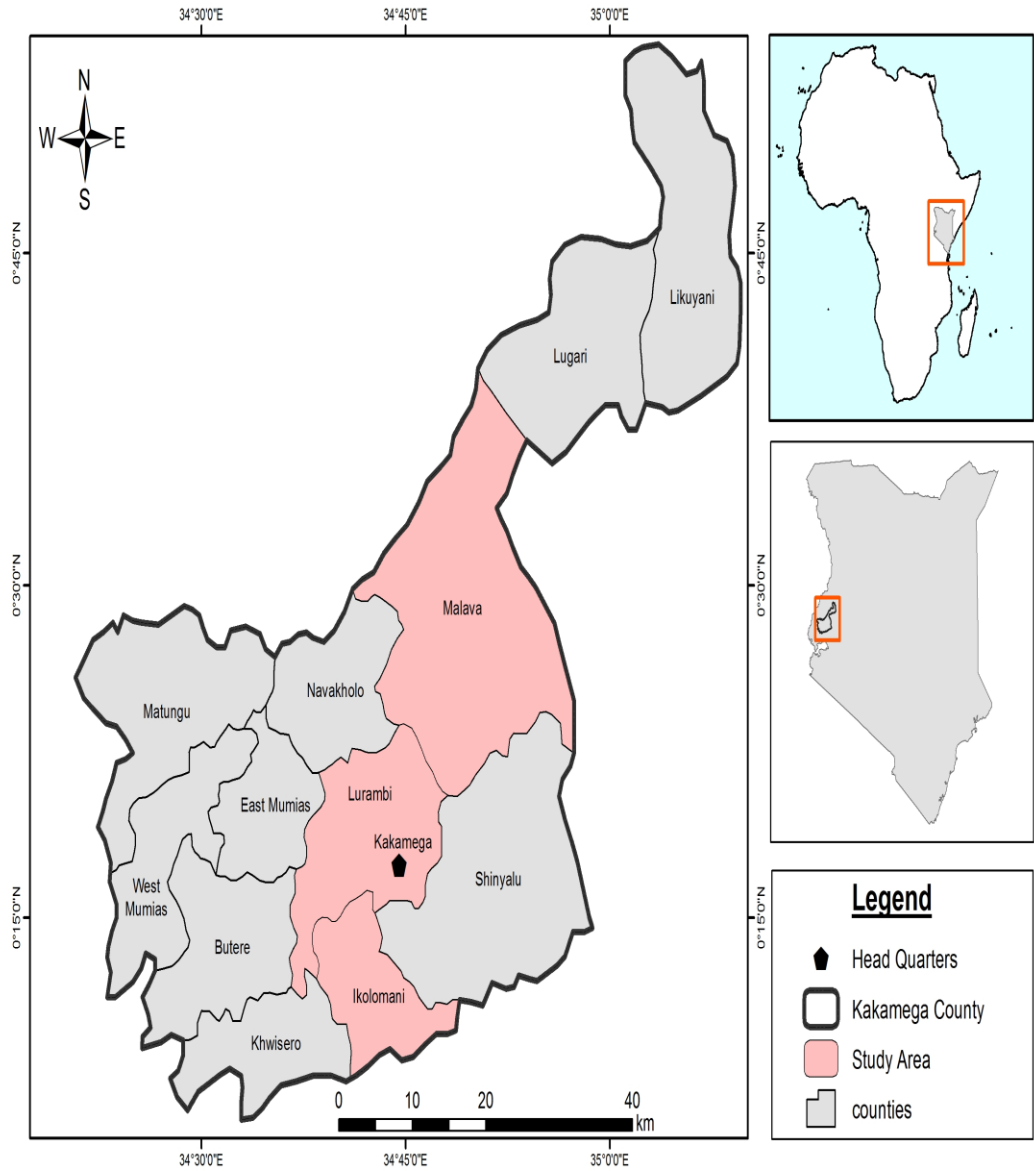 34°30'0"E
34°45'0"E
35°0'0"E
N
W
E
S
0°45'0"N
0°45'0"N
Likuyani
Lugari
0°30'0"N
0°30'0"N
Malava
Navakholo
Matungu
East Mumias
Lurambi
Kakamega
Shinyalu
West
Mumias
0°15'0"N
0°15'0"N
Butere
Ikolomani
Khwisero
0
10
20
40
km
34°30'0"E
34°45'0"E
35°0'0"E
Legend
Head Quarters
Kakamega County
Study Area
counties